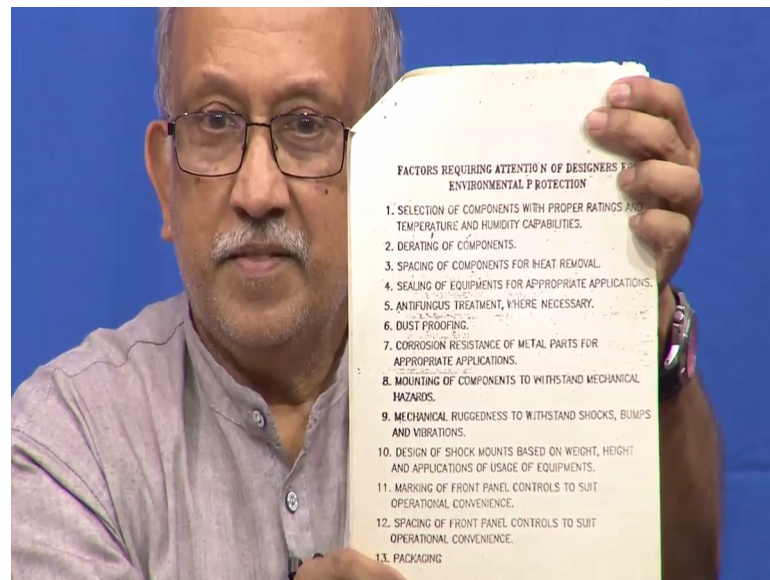 FACTORS REQUIRING ATTENTION OF DESIGNERS
ENVIRONMENTAL PROTECTION
1. SELECTION OF COMPONENTS WITH PROPER RATINGS AND
TEMPERATURE AND HUMIDITY CAPABILITIES.
2. DERATING OF COMPONENTS.
3. SPACING OF COMPONENTS FOR HEAT REMOVAL.
4. SEALING OF EQUIPMENTS FOR APPROPRIATE APPLICATIONS.
5. ANTIFUNGUS TREATMENT, WHERE NECESSARY.
6. DUST PROOFING.
7. CORROSION RESISTANCE OF METAL PARTS FOR
APPROPRIATE APPLICATIONS.
8. MOUNTING OF COMPONENTS TO WITHSTAND MECHANICAL
HAZARDS.
9. MECHANICAL RUGGEDNESS TO WITHSTAND SHOCKS, BUMPS
AND VIBRATIONS.
10. DESIGN OF SHOCK MOUNTS BASED ON WEIGHT, HEIGHT
AND APPLICATIONS OF USAGE OF EQUIPMENTS.
11. MARKING OF FRONT PANEL CONTROLS TO SUIT
OPERATIONAL CONVENIENCE.
12. SPACING OF FRONT PANEL CONTROLS TO SUIT
OPERATIONAL CONVENIENCE.
13. PACKAGING